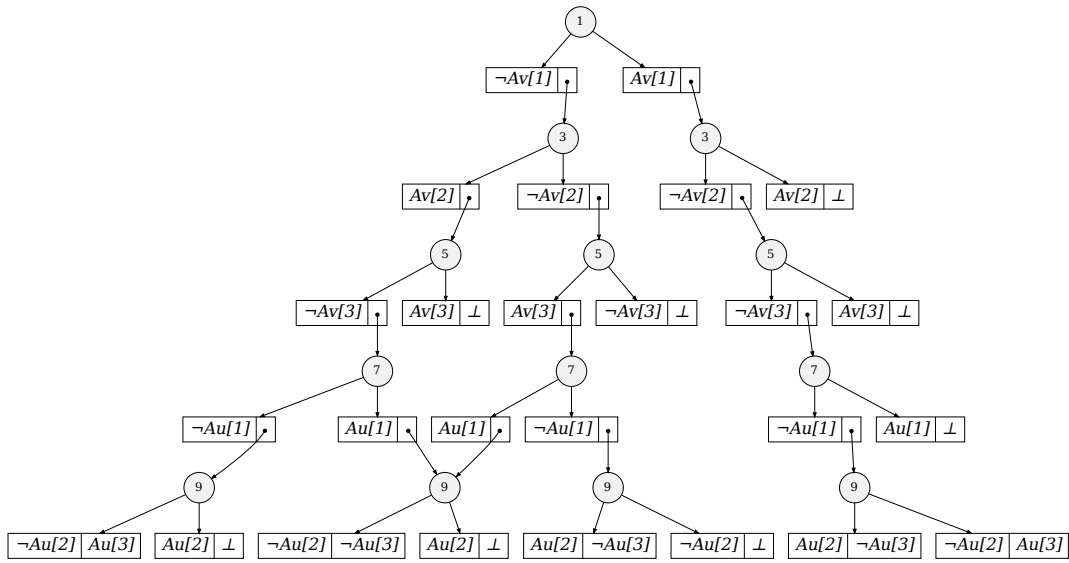 1
¬Av[1] Av[1]
3 3
Av[2] ¬Av[2] ¬Av[2] Av[2] ⊥
5 5 5
¬Av[3] Av[3] ⊥ Av[3] ¬Av[3] ⊥ ¬Av[3] Av[3] ⊥
7 7 7
¬Au[1] Au[1] Au[1] ¬Au[1] ¬Au[1] Au[1] ⊥
9 9 9 9
¬Au[2] Au[3] Au[2] ⊥ ¬Au[2] ¬Au[3] Au[2] ⊥ Au[2] ¬Au[3] ¬Au[2] ⊥ Au[2] ¬Au[3] ¬Au[2] Au[3]